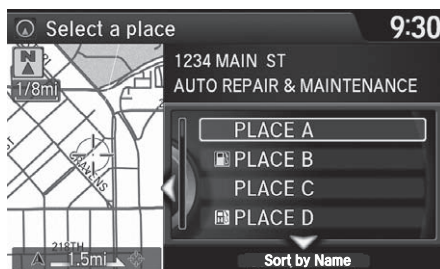 Select a place
9:30
N
1/8mi
1234 MAIN ST
AUTO REPAIR & MAINTENANCE
PLACE A
PLACE B
PLACE C
PLACE D
CRAVENS
218TH
1.5mi
Sort by Name